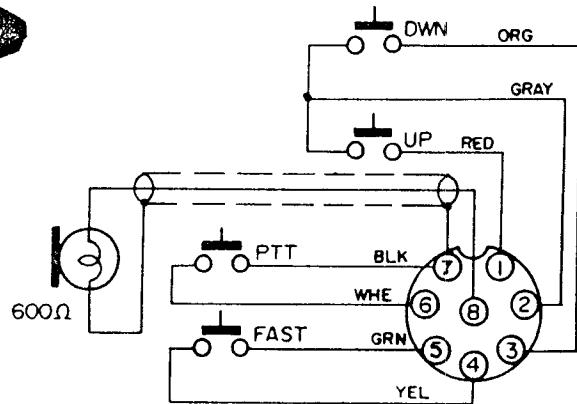 DWN
ORG
GRAY
UP
RED
PTT
BLK
7
1
WHE
6
8
2
600Ω
FAST
GRN
5
4
3
YEL